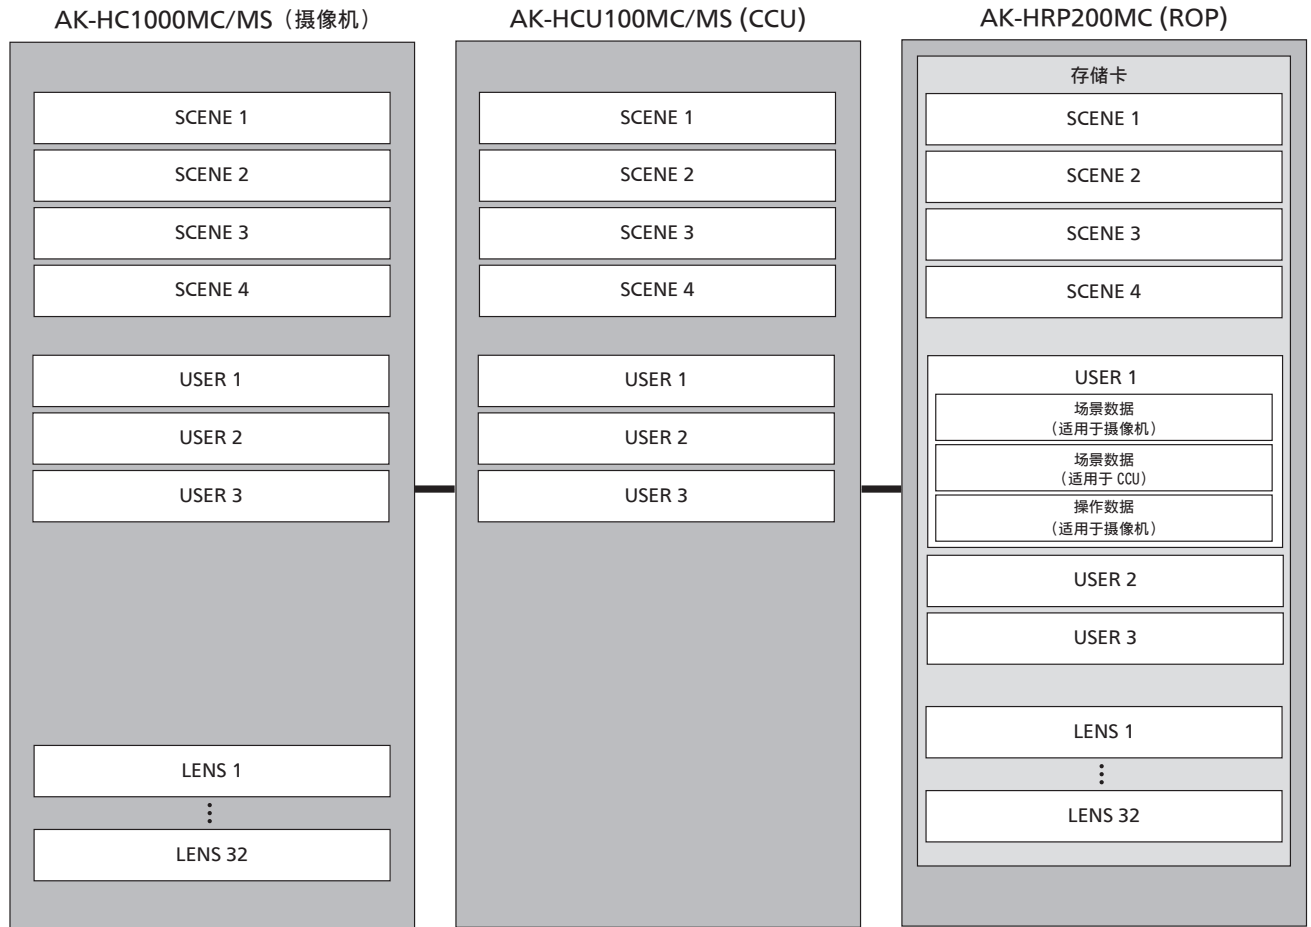 AK-HC1000MC/MS（摄像机）
SCENE 1
SCENE 2
SCENE 3
SCENE 4
USER 1
USER 2
USER 3
LENS 1
LENS 32
AK-HCU100MC/MS (CCU)
SCENE 1
SCENE 2
SCENE 3
SCENE 4
USER 1
USER 2
USER 3
AK-HRP200MC (ROP)
存储卡
SCENE 1
SCENE 2
SCENE 3
SCENE 4
USER 1
场景数据
（适用于摄像机）
场景数据
（适用于 CCU）
操作数据
（适用于摄像机）
USER 2
USER 3
LENS 1
LENS 32